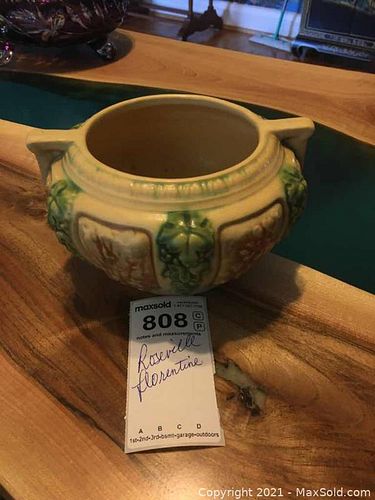 maxsold
808 C
P
notes and measurements
Roseville
Florentine
A B C D
1st-2nd-3rd-bsmt-garage-outdoors
Copyright © 2021 - MaxSold.com